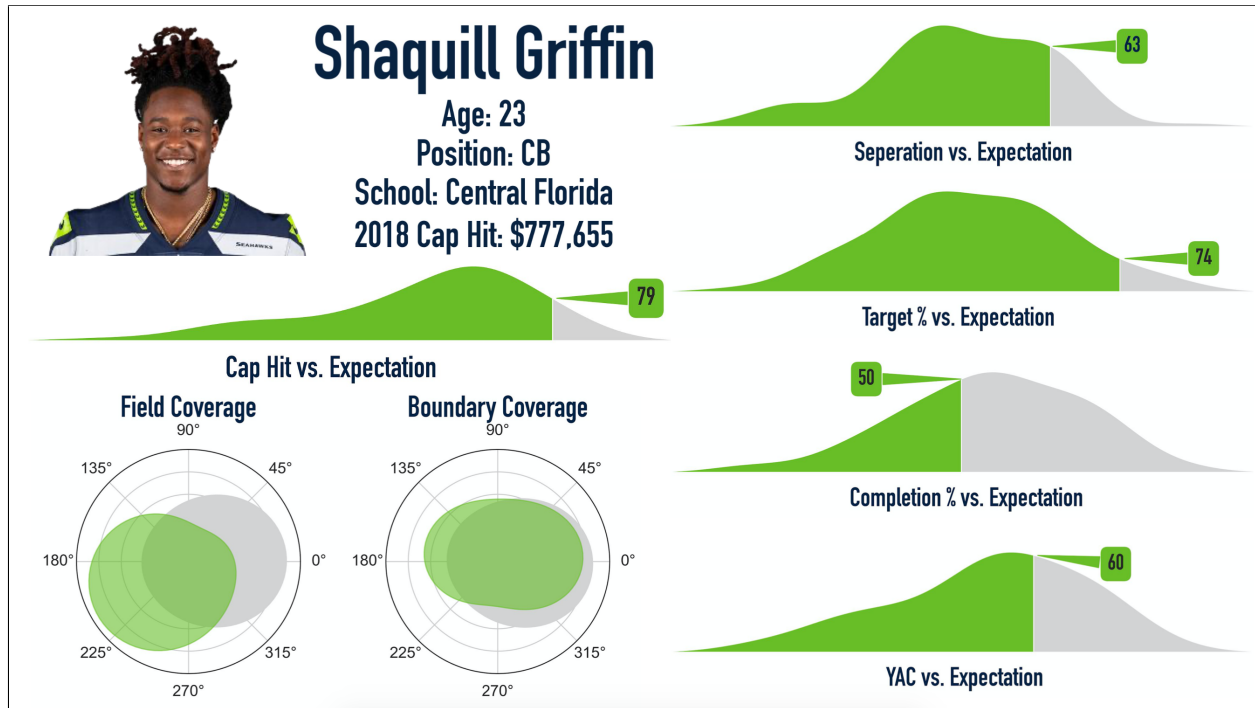 Shaquill Griffin
Age: 23
Position: CB
School: Central Florida
2018 Cap Hit: $777,655
SEAHAWKS
79
Cap Hit vs. Expectation
Field Coverage
90°
135°
45°
180°
0°
225°
315°
270°
Boundary Coverage
90°
135°
45°
180°
0°
225°
315°
270°
63
Seperation vs. Expectation
74
Target % vs. Expectation
50
Completion % vs. Expectation
60
YAC vs. Expectation